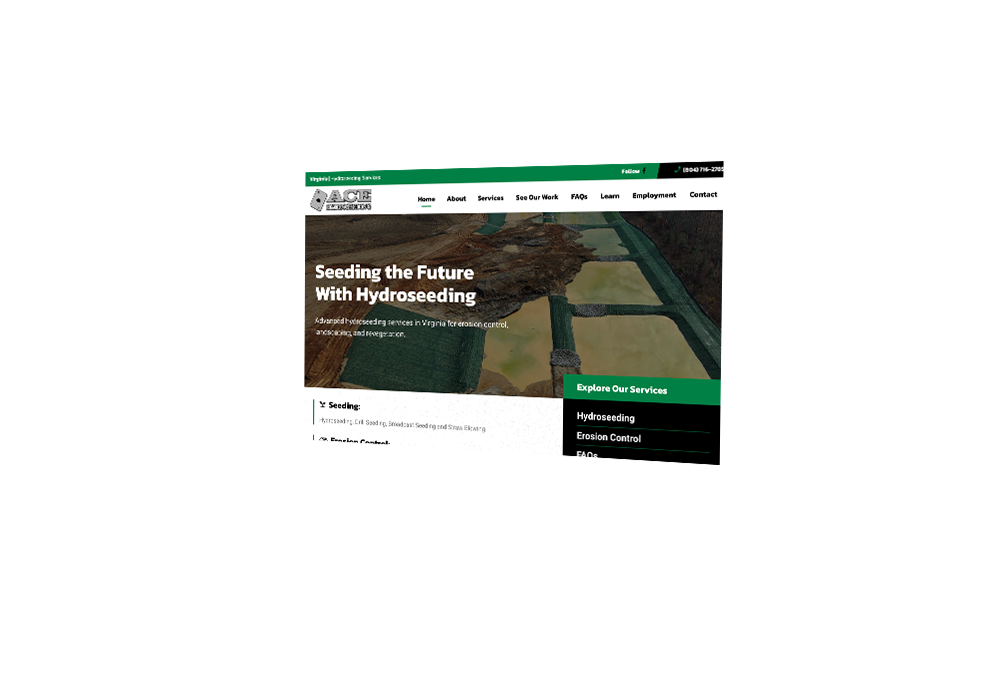 Virginia Hydroseeding Services
Follow
(804) 716-2765
ACE
HYDROSEEDING
Home About Services See Our Work FAQs Learn Employment Contact
Seeding the Future
With Hydroseeding
Advanced hydroseeding services in Virginia for erosion control,
landscaping, and revegetation.
Explore Our Services
Seeding:
Hydroseeding, Drill Seeding, Broadcast Seeding and Straw Blowing
Erosion Control:
Hydroseeding
Erosion Control
FAQs